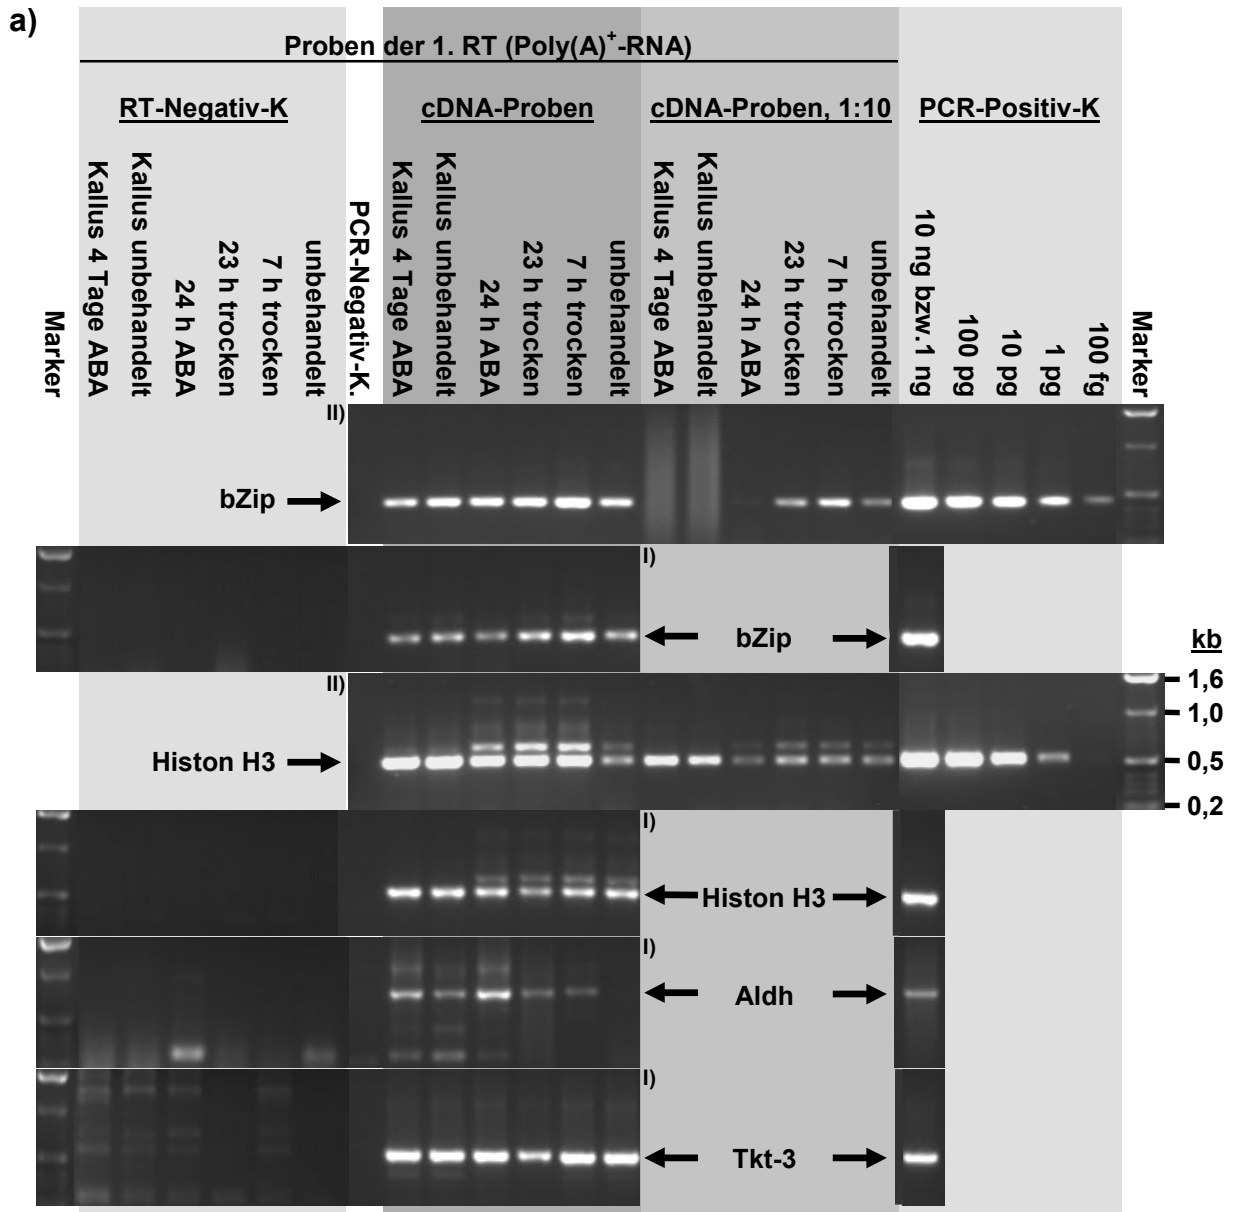 a)
Proben der 1. RT (Poly(A)⁺-RNA)
RT-Negativ-K
cDNA-Proben
cDNA-Proben, 1:10
PCR-Positiv-K
Marker
Kallus 4 Tage ABA
Kallus unbehandelt
24 h ABA
23 h trocken
7 h trocken
unbehandelt
PCR-Negativ-K.
Kallus 4 Tage ABA
Kallus unbehandelt
24 h ABA
23 h trocken
7 h trocken
unbehandelt
Kallus 4 Tage ABA
Kallus unbehandelt
24 h ABA
23 h trocken
7 h trocken
unbehandelt
10 ng bzw.1 ng
100 pg
10 pg
1 pg
100 fg
Marker
II)
bZip
I)
bZip
kb
II)
Histon H3
1,6
1,0
0,5
0,2
I)
Histon H3
I)
Aldh
I)
Tkt-3